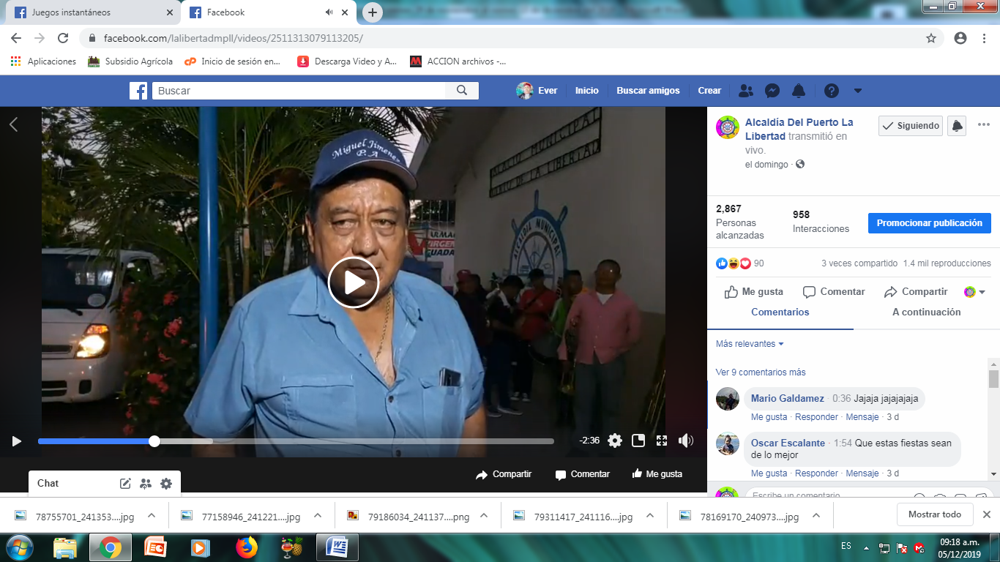 Juegos instantáneos
Facebook
facebook.com/lalibertadmpll/videos/2511313079113205/
Aplicaciones
Subsidio Agrícola
Inicio de sesión en...
Descarga Video y A...
ACCION archivos -...
Buscar
Ever
Inicio
Buscar amigos
Crear
Miguel Jimenez
P.A
PALACIO MUNICIPAL
PUERTO DE LA LIBERTAD
ALCALDIA MUNICIPAL
-2:36
Compartir
Comentar
Me gusta
Chat
Alcaldía Del Puerto La
Libertad transmitió en
vivo.
el domingo ·
Siguiendo
2,867
Personas
alcanzadas
958
Interacciones
Promocionar publicación
90
3 veces compartido 1.4 mil reproducciones
Me gusta
Comentar
Compartir
Comentarios
A continuación
Más relevantes
Ver 9 comentarios más
Mario Galdamez · 0:36 Jajaja jajajajaja
Me gusta · Responder · Mensaje · 3 d
Oscar Escalante · 1:54 Que estas fiestas sean
de lo mejor
Me gusta · Responder · Mensaje · 3 d
Escribe un comentario
78755701_241353....jpg
77158946_241221....jpg
79186034_241137....png
79311417_241116....jpg
78169170_240973....jpg
Mostrar todo
ES
09:18 a.m.
05/12/2019